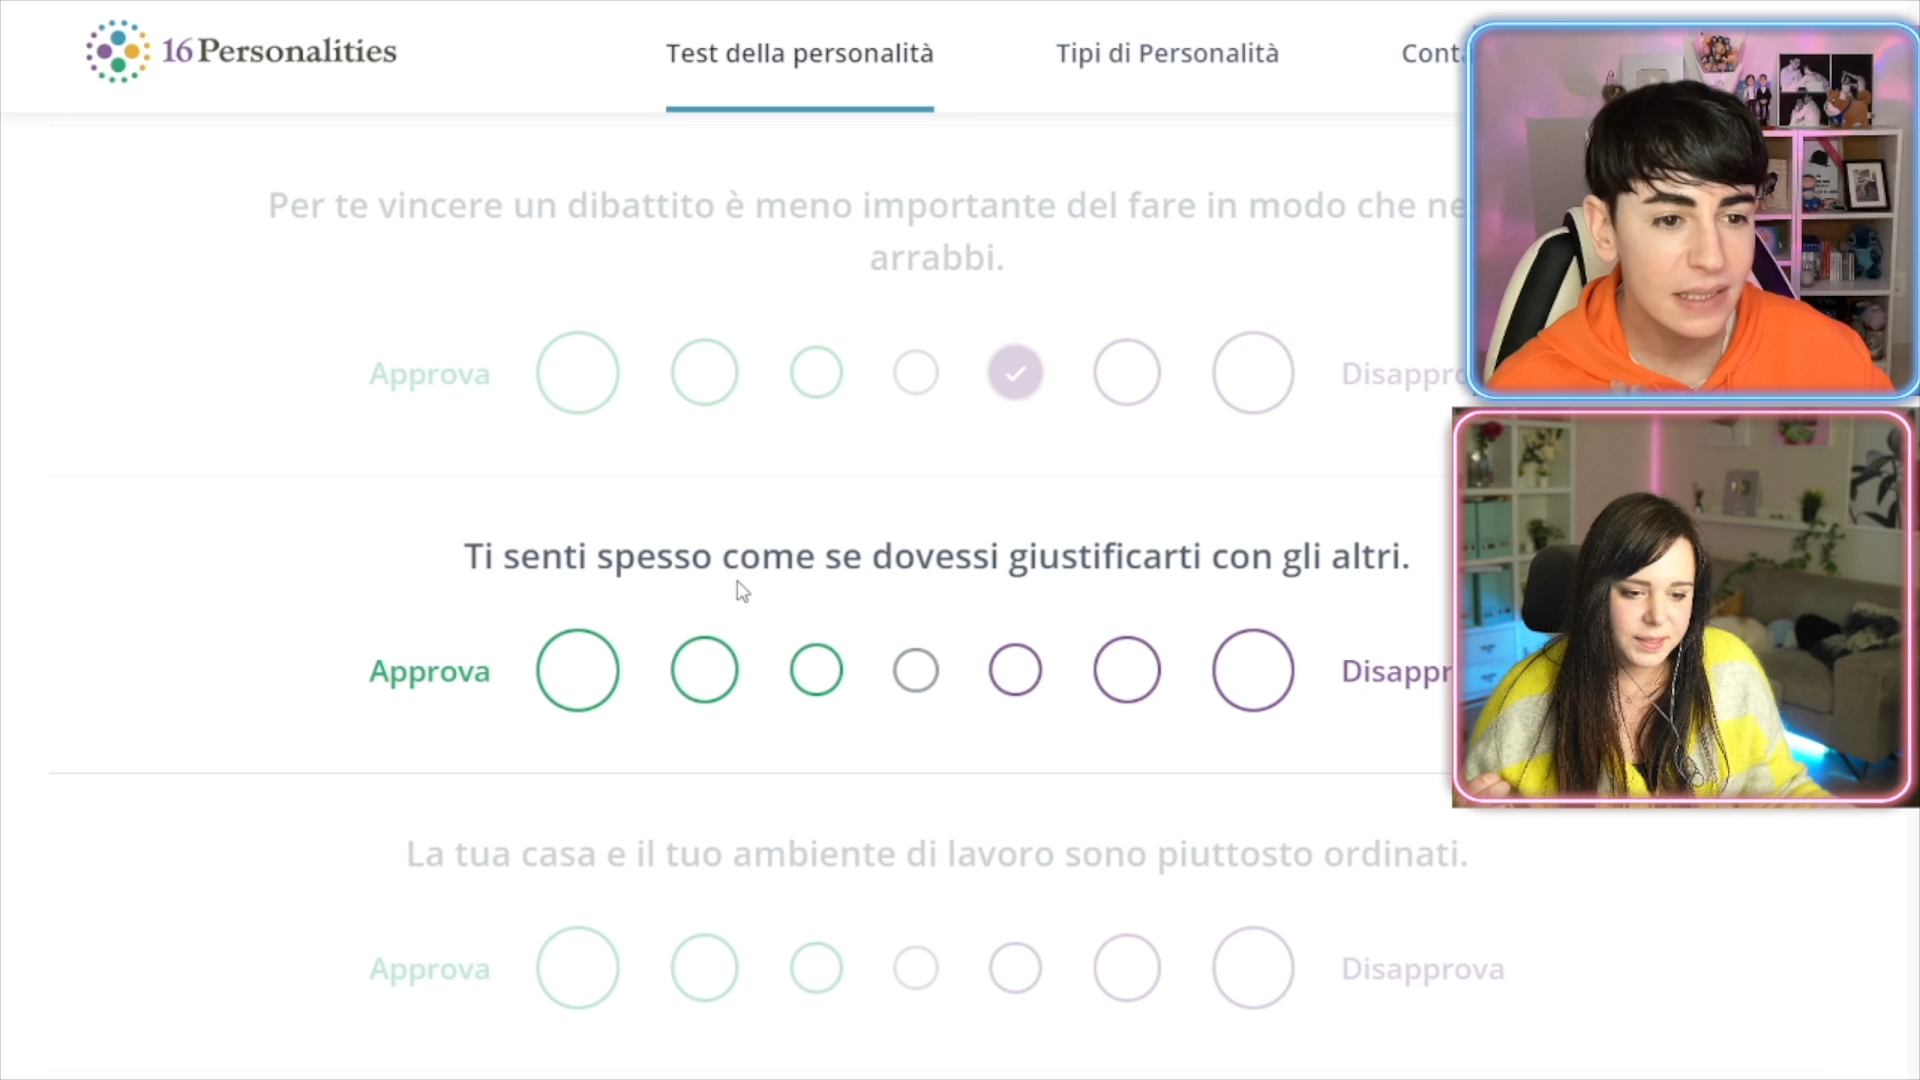 16Personalities
Test della personalità
Tipi di Personalità
Per te vincere un dibattito è meno importante del fare in modo che
arrabbi.
Approva
Ti senti spesso come se dovessi giustificarti con gli altri.
Approva
La tua casa e il tuo ambiente di lavoro sono piuttosto ordinati.
Approva
Disapprova